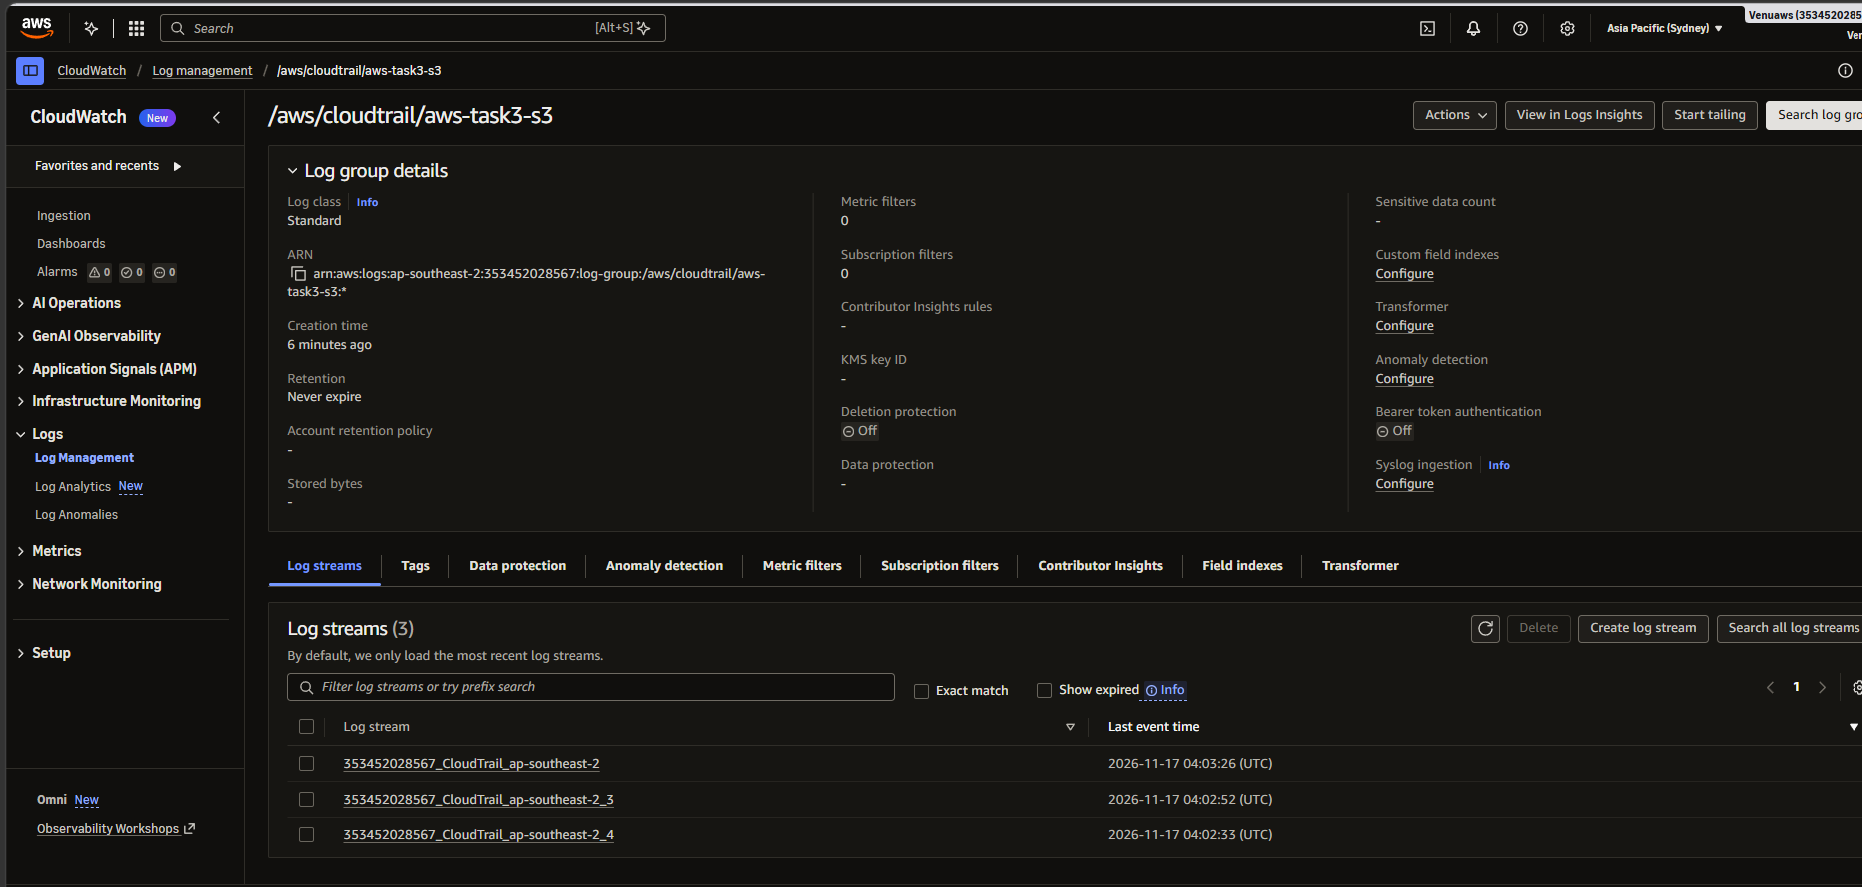 aws
Search
[Alt+S]
Asia Pacific (Sydney)
Venuaws (3534520285
Ver
CloudWatch / Log management / /aws/cloudtrail/aws-task3-s3
CloudWatch New
Favorites and recents
Ingestion
Dashboards
Alarms 0 0 0
AI Operations
GenAI Observability
Application Signals (APM)
Infrastructure Monitoring
Logs
Log Management
Log Analytics New
Log Anomalies
Metrics
Network Monitoring
Setup
Omni New
Observability Workshops
/aws/cloudtrail/aws-task3-s3
Actions
View in Logs Insights
Start tailing
Search log gro
Log group details
Log class Info
Standard
ARN
arn:aws:logs:ap-southeast-2:353452028567:log-group:/aws/cloudtrail/aws-
task3-s3:*
Creation time
6 minutes ago
Retention
Never expire
Account retention policy
-
Stored bytes
-
Metric filters
0
Subscription filters
0
Contributor Insights rules
-
KMS key ID
-
Deletion protection
Off
Data protection
-
Sensitive data count
-
Custom field indexes
Configure
Transformer
Configure
Anomaly detection
Configure
Bearer token authentication
Off
Syslog ingestion Info
Configure
Log streams
Tags
Data protection
Anomaly detection
Metric filters
Subscription filters
Contributor Insights
Field indexes
Transformer
Log streams (3)
Delete
Create log stream
Search all log streams
By default, we only load the most recent log streams.
Filter log streams or try prefix search
Exact match
Show expired Info
1
Log stream Last event time
353452028567_CloudTrail_ap-southeast-2 2026-11-17 04:03:26 (UTC)
353452028567_CloudTrail_ap-southeast-2_3 2026-11-17 04:02:52 (UTC)
353452028567_CloudTrail_ap-southeast-2_4 2026-11-17 04:02:33 (UTC)